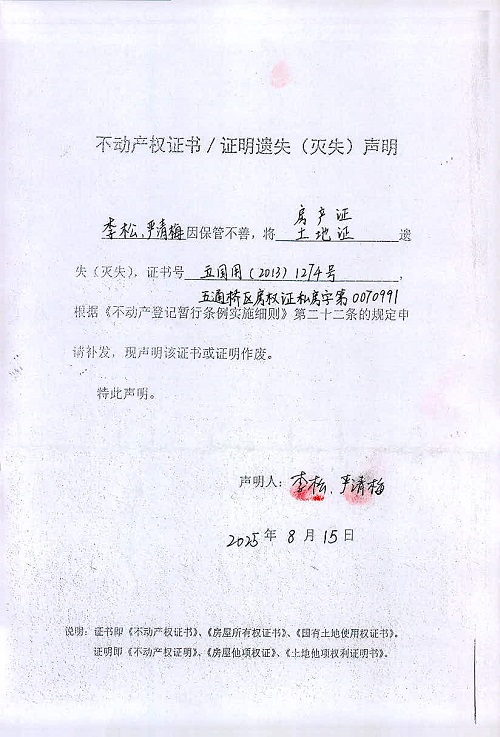 不动产权证书/证明遗失（灭失）声明
房产证
李松、严清梅因保管不善，将土地证遗
失（灭失），证书号五国用(2013)1274号，
五通桥区房权证私房字第0070991
根据《不动产登记暂行条例实施细则》第二十二条的规定申
请补发，现声明该证书或证明作废。
特此声明。
声明人：李松、严清梅
2025年8月15日
说明：证书即《不动产权证书》、《房屋所有权证书》、《国有土地使用权证书》。
证明即《不动产权证明》、《房屋他项权证》、《土地他项权利证明书》。